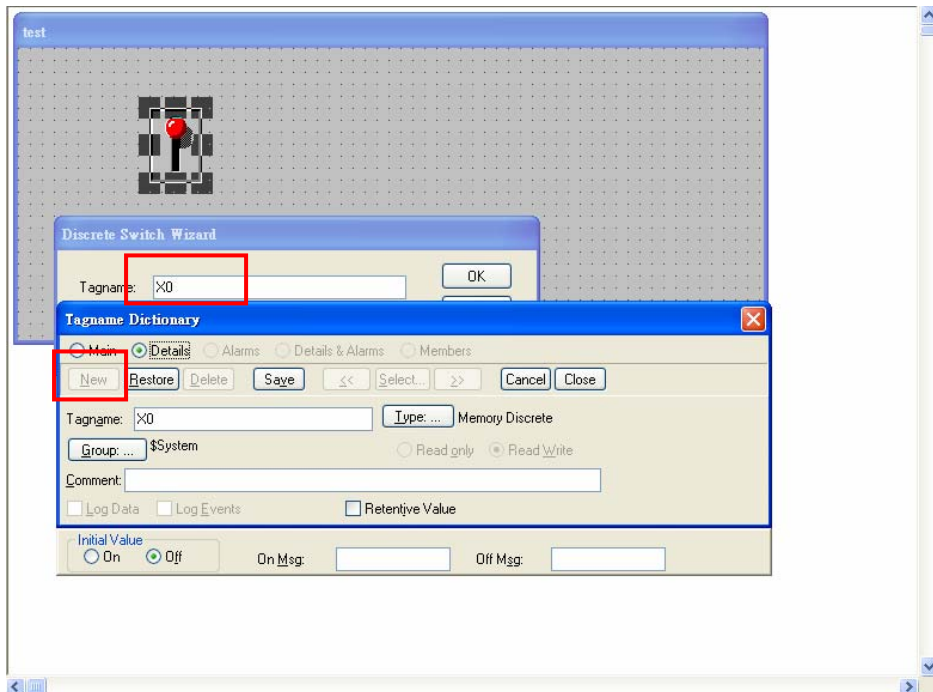 test
Discrete Switch Wizard
Tagname: X0 OK
Tagname Dictionary
Main Details Alarms Details & Alarms Members
New Restore Delete Save << Select... >> Cancel Close
Tagname: X0 Type: ... Memory Discrete
Group: ... $System Read only Read Write
Comment:
Log Data Log Events Retentive Value
Initial Value
On Off On Msg: Off Msg: